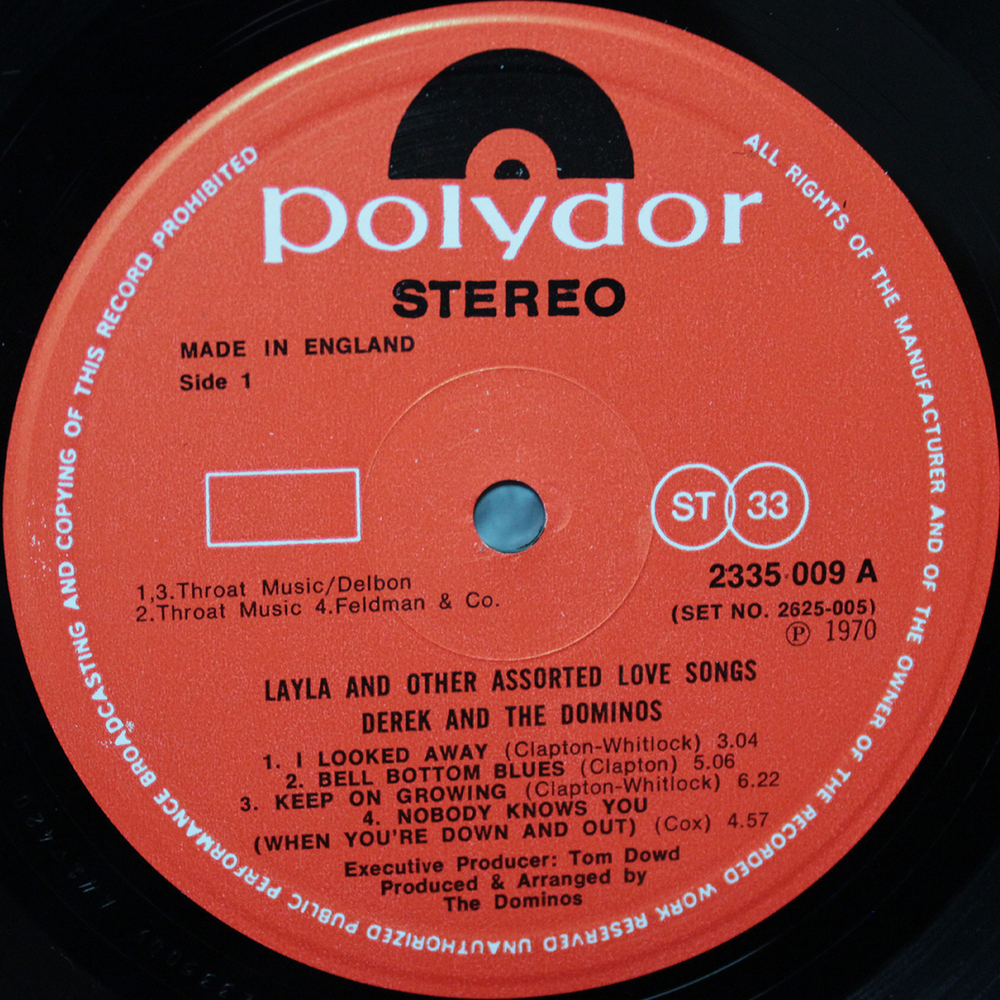 polydor
STEREO
MADE IN ENGLAND
Side 1
ST 33
2335 009 A
(SET NO. 2625-005)
Ⓟ 1970
1,3.Throat Music/Delbon
2.Throat Music 4.Feldman & Co.
LAYLA AND OTHER ASSORTED LOVE SONGS
DEREK AND THE DOMINOS
1. I LOOKED AWAY (Clapton-Whitlock) 3.04
2. BELL BOTTOM BLUES (Clapton) 5.06
3. KEEP ON GROWING (Clapton-Whitlock) 6.22
4. NOBODY KNOWS YOU
(WHEN YOU'RE DOWN AND OUT) (Cox) 4.57
Executive Producer: Tom Dowd
Produced & Arranged by
The Dominos
ALL RIGHTS OF THE MANUFACTURER AND OF THE OWNER OF THE RECORDED WORK RESERVED UNAUTHORIZED PUBLIC PERFORMANCE BROADCASTING AND COPYING OF THIS RECORD PROHIBITED